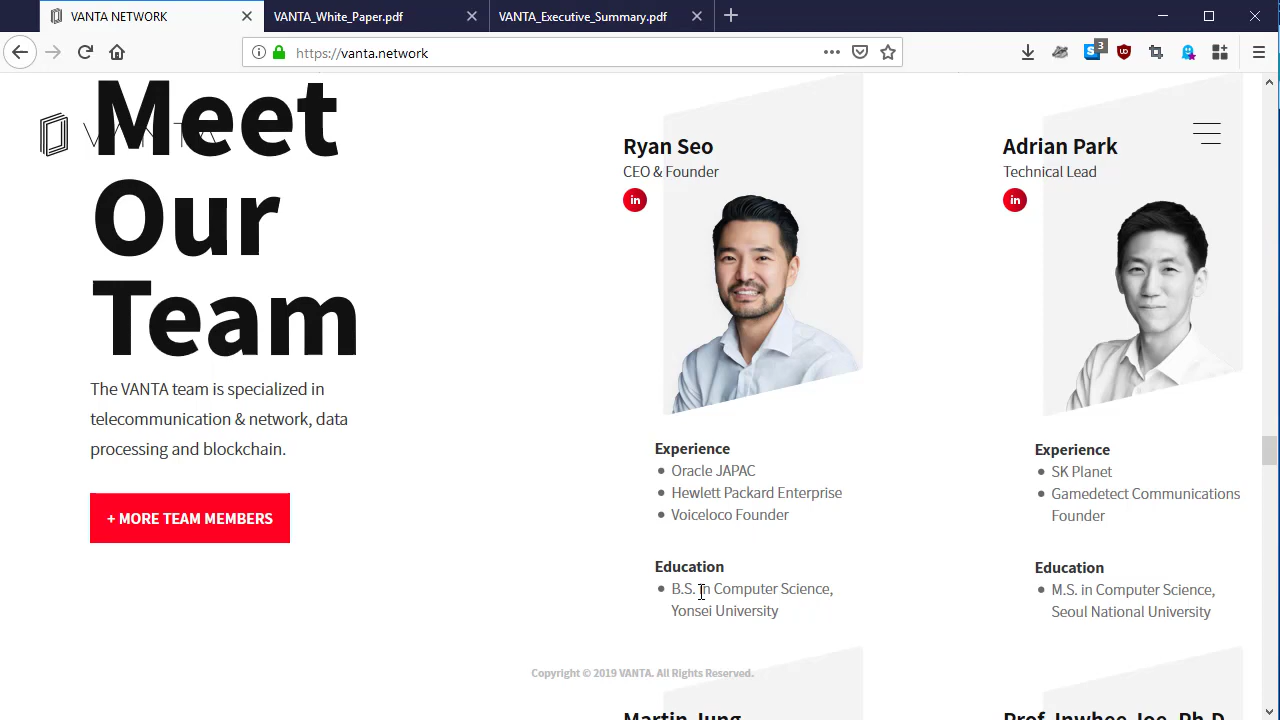 VANTA NETWORK
VANTA_White_Paper.pdf
VANTA_Executive_Summary.pdf
https://vanta.network
3
VANTA
Meet
Our
Team
The VANTA team is specialized in
telecommunication & network, data
processing and blockchain.
+ MORE TEAM MEMBERS
Ryan Seo
CEO & Founder
in
Experience
Oracle JAPAC
Hewlett Packard Enterprise
Voiceloco Founder
Education
B.S. in Computer Science,
Yonsei University
Adrian Park
Technical Lead
in
Experience
SK Planet
Gamedetect Communications
Founder
Education
M.S. in Computer Science,
Seoul National University
Martin Jung
Prof. Inwhee Joe, Ph.D
Copyright © 2019 VANTA. All Rights Reserved.